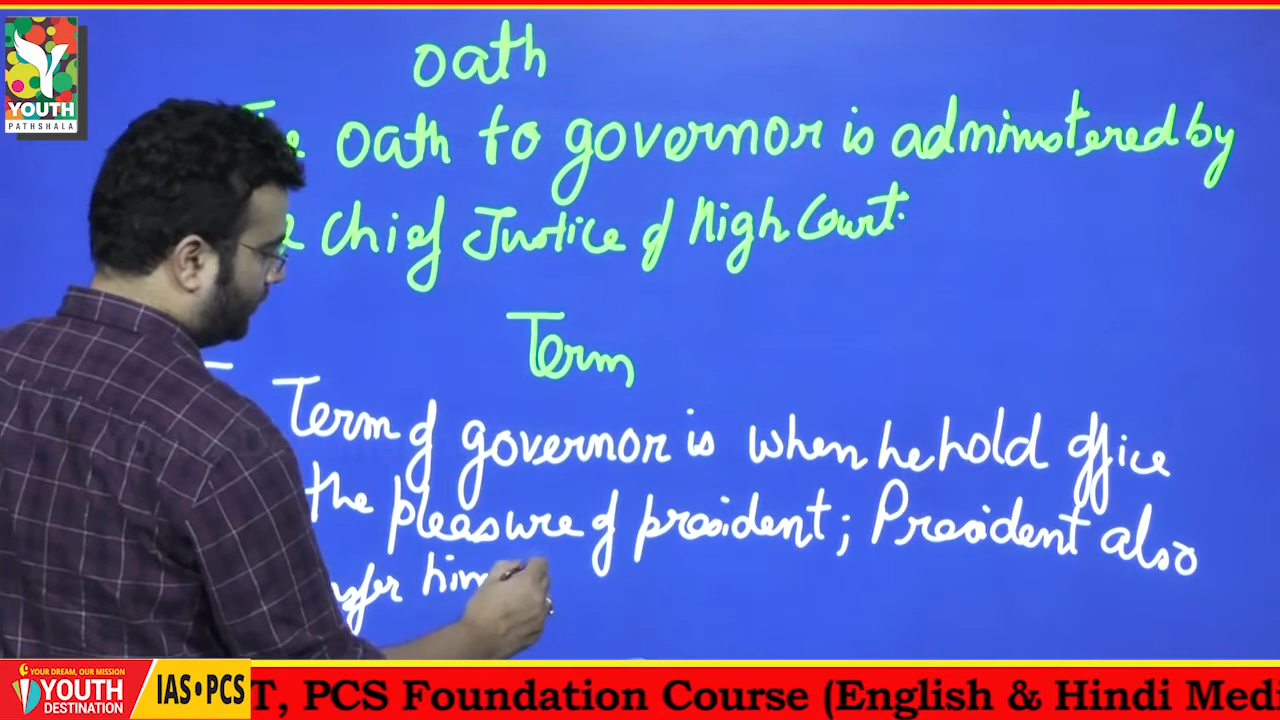 YOUTH
PATHSHALA
oath
oath to governor is administered by
Chief Justice of High Court.
Term
Term of governor is when he hold office
the pleasure of president; President also
him
YOUR DREAM, OUR MISSION
YOUTH
DESTINATION
IAS•PCS
T, PCS Foundation Course (English & Hindi Medi